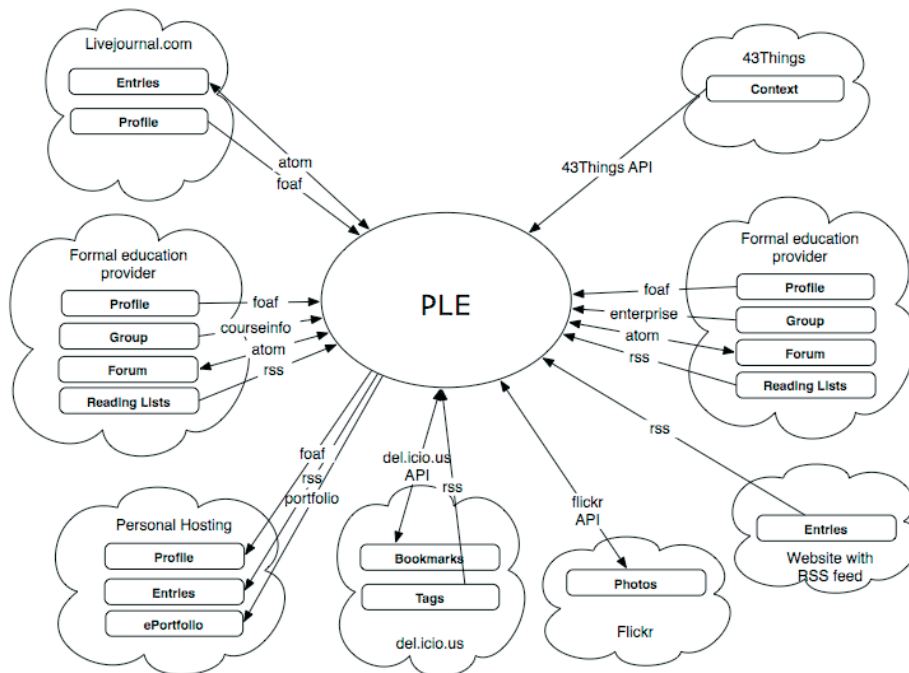 Livejournal.com
Entries
Profile
atom
foaf
43Things
Context
43Things API
Formal education
provider
Profile
Group
Forum
Reading Lists
foaf
courseinfo
atom
rss
PLE
Formal education
provider
Profile
Group
Forum
Reading Lists
foaf
enterprise
atom
rss
foaf
rss
portfolio
Personal Hosting
Profile
Entries
ePortfolio
del.icio.us
API
rss
Bookmarks
Tags
del.icio.us
flickr
API
Photos
Flickr
rss
Entries
Website with
RSS feed